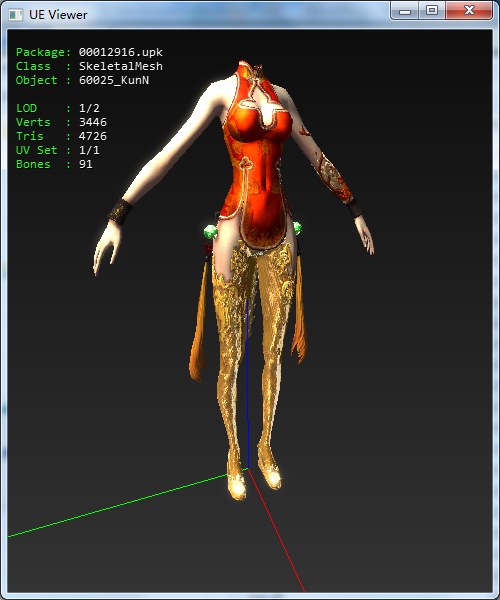 UE Viewer
Package: 00012916.upk
Class : SkeletalMesh
Object : 60025_KunN
LOD : 1/2
Verts : 3446
Tris : 4726
UV Set : 1/1
Bones : 91